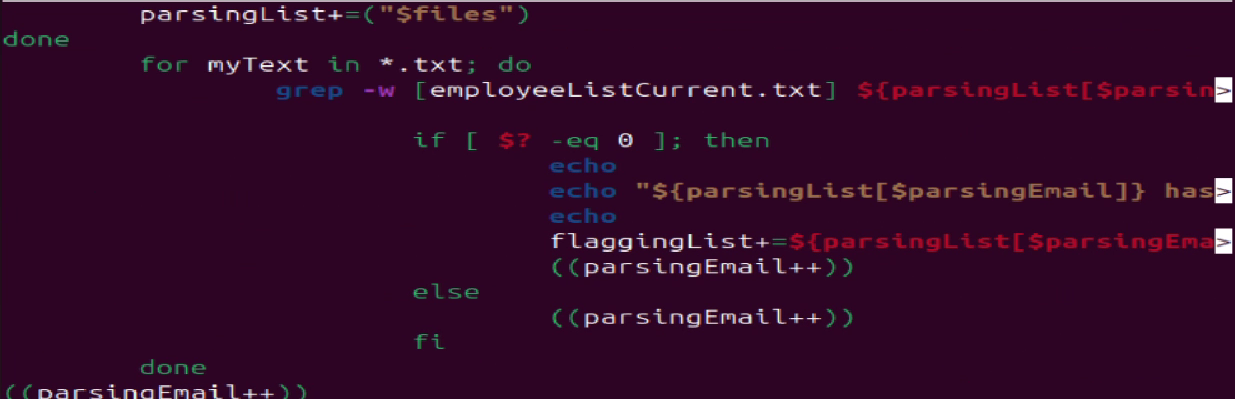 parsingList+=("$files")
done
for myText in *.txt; do
grep -w [employeeListCurrent.txt] ${parsingList[$parsin>
if [ $? -eq 0 ]; then
echo
echo "${parsingList[$parsingEmail]} has>
echo
flaggingList+=${parsingList[$parsingEma>
((parsingEmail++))
else
((parsingEmail++))
fi
done
((parsingEmail++))